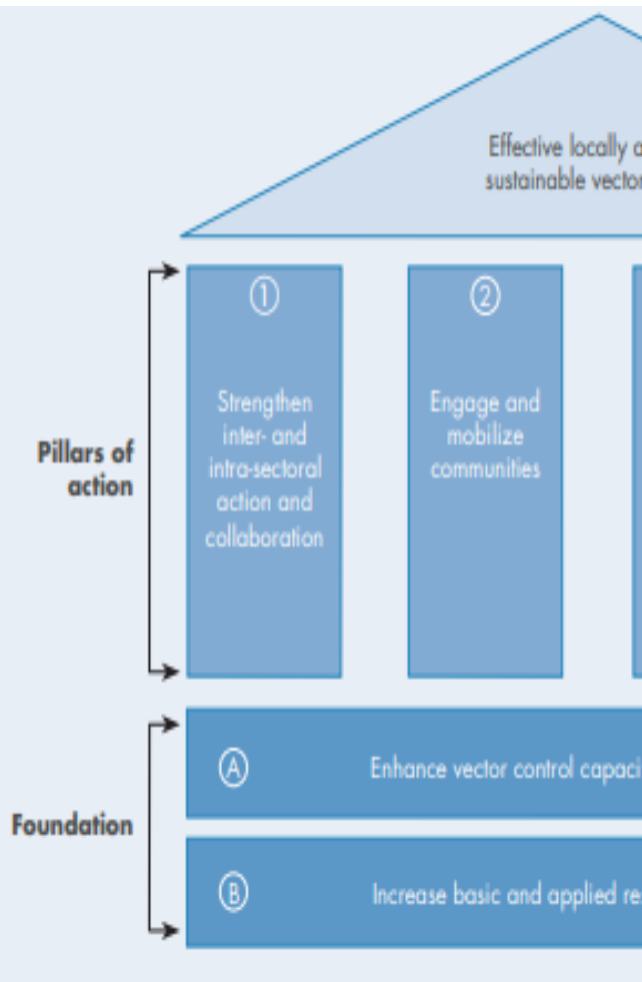 Effective locally
sustainable vector
Pillars of
action
1
Strengthen
inter- and
intra-sectoral
action and
collaboration
2
Engage and
mobilize
communities
Foundation
A
Enhance vector control
B
Increase basic and applied